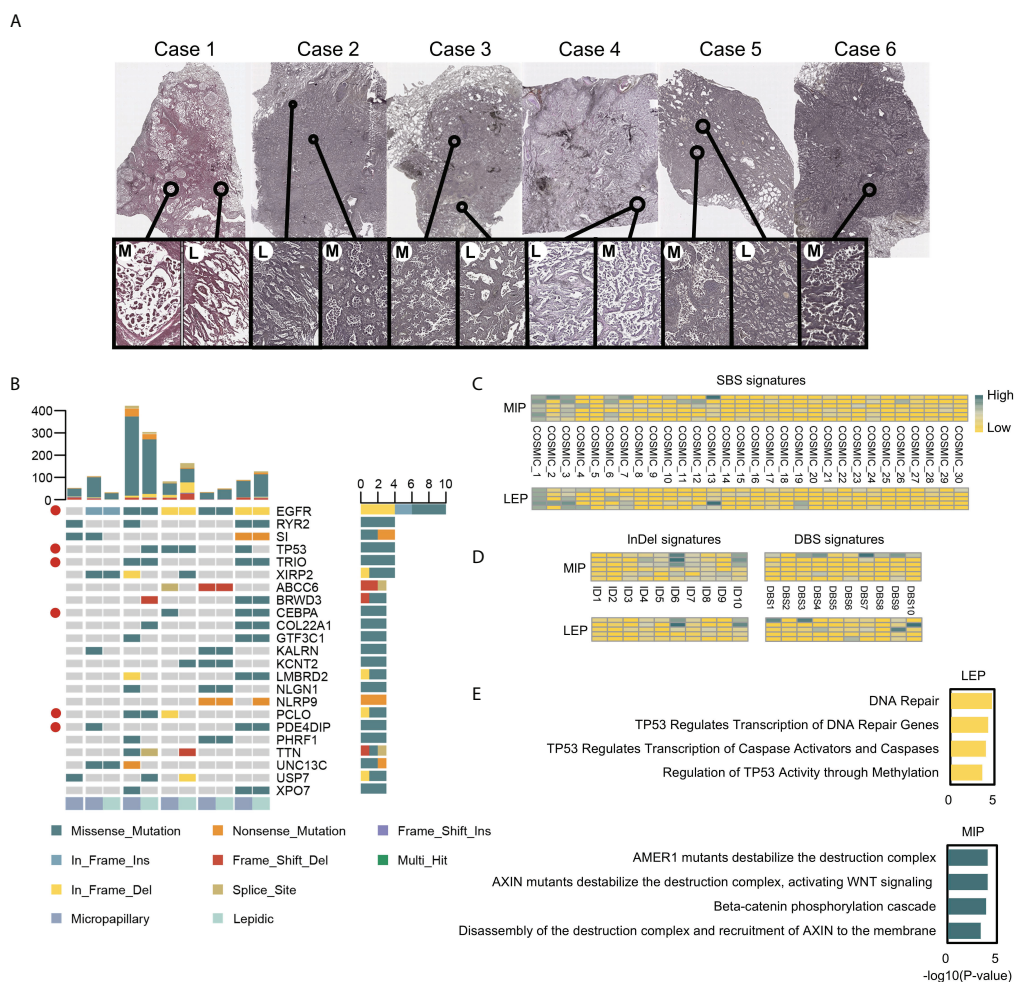 A
Case 1 Case 2 Case 3 Case 4 Case 5 Case 6
M L L M M L L M M L M
B
400
300
200
100
0
0 2 4 6 8 10
EGFR
RYR2
SI
TP53
TRIO
XIRP2
ABCC6
BRWD3
CEBPA
COL22A1
GTF3C1
KALRN
KCNT2
LMBRD2
NLGN1
NLRP9
PCLO
PDE4DIP
PHRF1
TTN
UNC13C
USP7
XPO7
Missense_Mutation Nonsense_Mutation Frame_Shift_Ins
In_Frame_Ins Frame_Shift_Del Multi_Hit
In_Frame_Del Splice_Site
Micropapillary Lepidic
C
SBS signatures
High
Low
MIP
COSMIC_1 COSMIC_2 COSMIC_3 COSMIC_4 COSMIC_5 COSMIC_6 COSMIC_7 COSMIC_8 COSMIC_9 COSMIC_10 COSMIC_11 COSMIC_12 COSMIC_13 COSMIC_14 COSMIC_15 COSMIC_16 COSMIC_17 COSMIC_18 COSMIC_19 COSMIC_20 COSMIC_21 COSMIC_22 COSMIC_23 COSMIC_24 COSMIC_25 COSMIC_26 COSMIC_27 COSMIC_28 COSMIC_29 COSMIC_30
LEP
D
InDel signatures DBS signatures
MIP
ID1 ID2 ID3 ID4 ID5 ID6 ID7 ID8 ID9 ID10 DBS1 DBS2 DBS3 DBS4 DBS5 DBS6 DBS7 DBS8 DBS9 DBS10
LEP
E
LEP
DNA Repair
TP53 Regulates Transcription of DNA Repair Genes
TP53 Regulates Transcription of Caspase Activators and Caspases
Regulation of TP53 Activity through Methylation
0 5
MIP
AMER1 mutants destabilize the destruction complex
AXIN mutants destabilize the destruction complex, activating WNT signaling
Beta-catenin phosphorylation cascade
Disassembly of the destruction complex and recruitment of AXIN to the membrane
0 5
-log10(P-value)